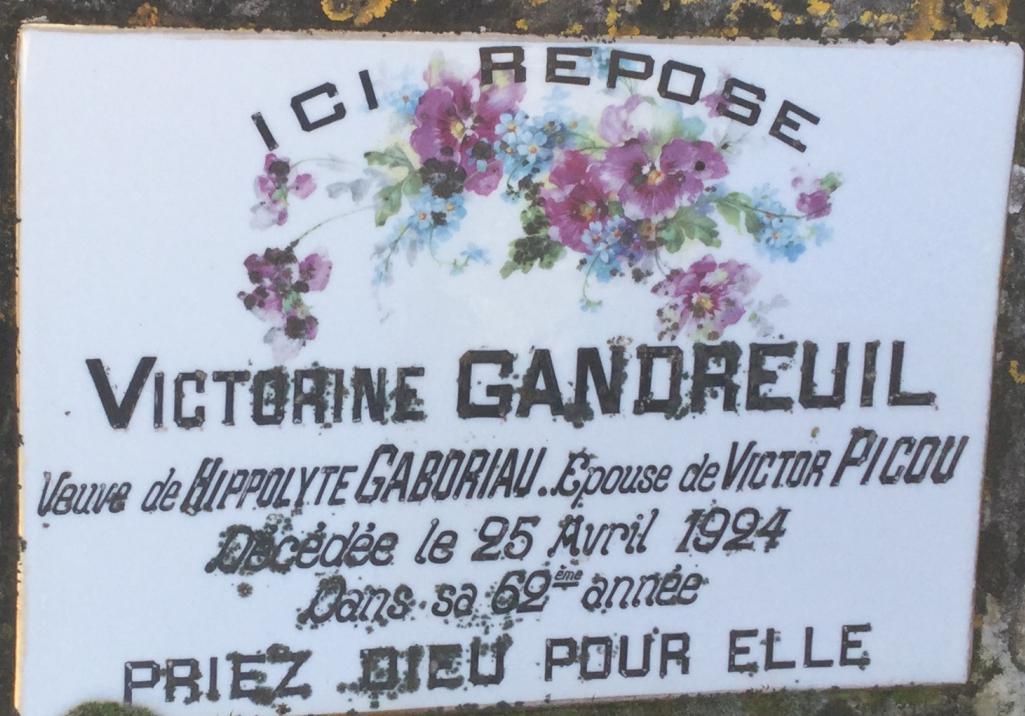 ICI REPOSE
VICTORINE GANDREUIL
Veuve de HIPPOLYTE GABORIAU..Epouse de VICTOR PICOU
Décédée le 25 Avril 1924
Dans sa 62ème année
PRIEZ DIEU POUR ELLE